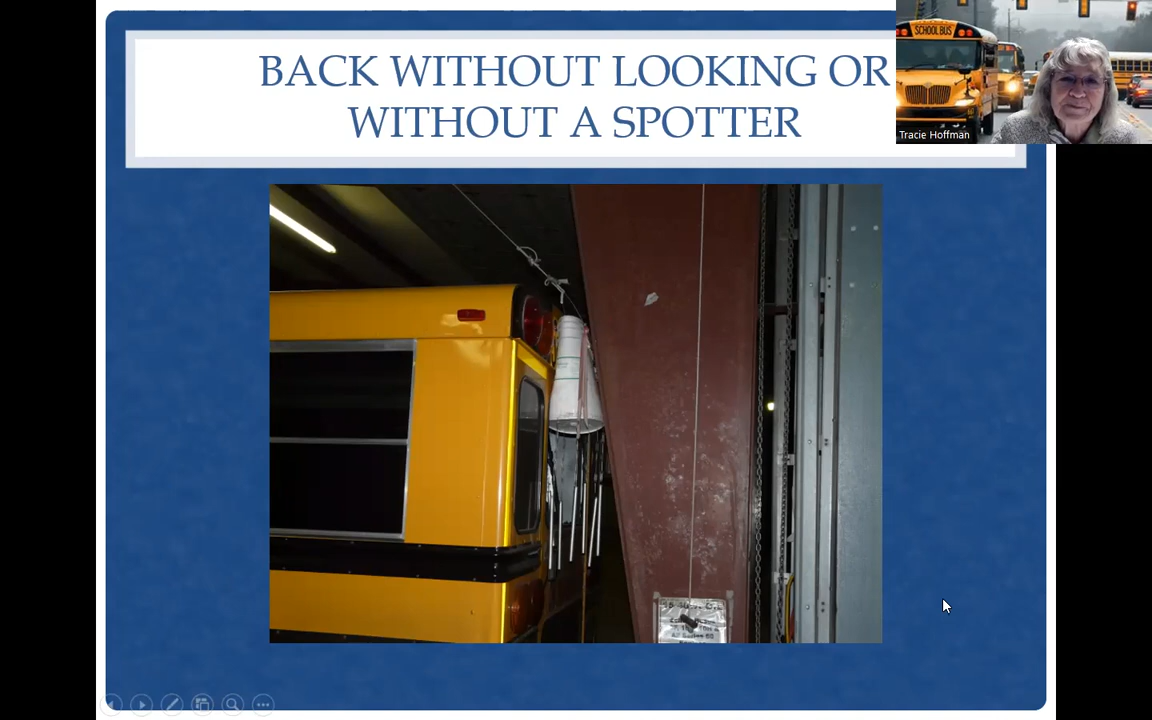 BACK WITHOUT LOOKING OR
WITHOUT A SPOTTER
SCHOOL BUS
Tracie Hoffman